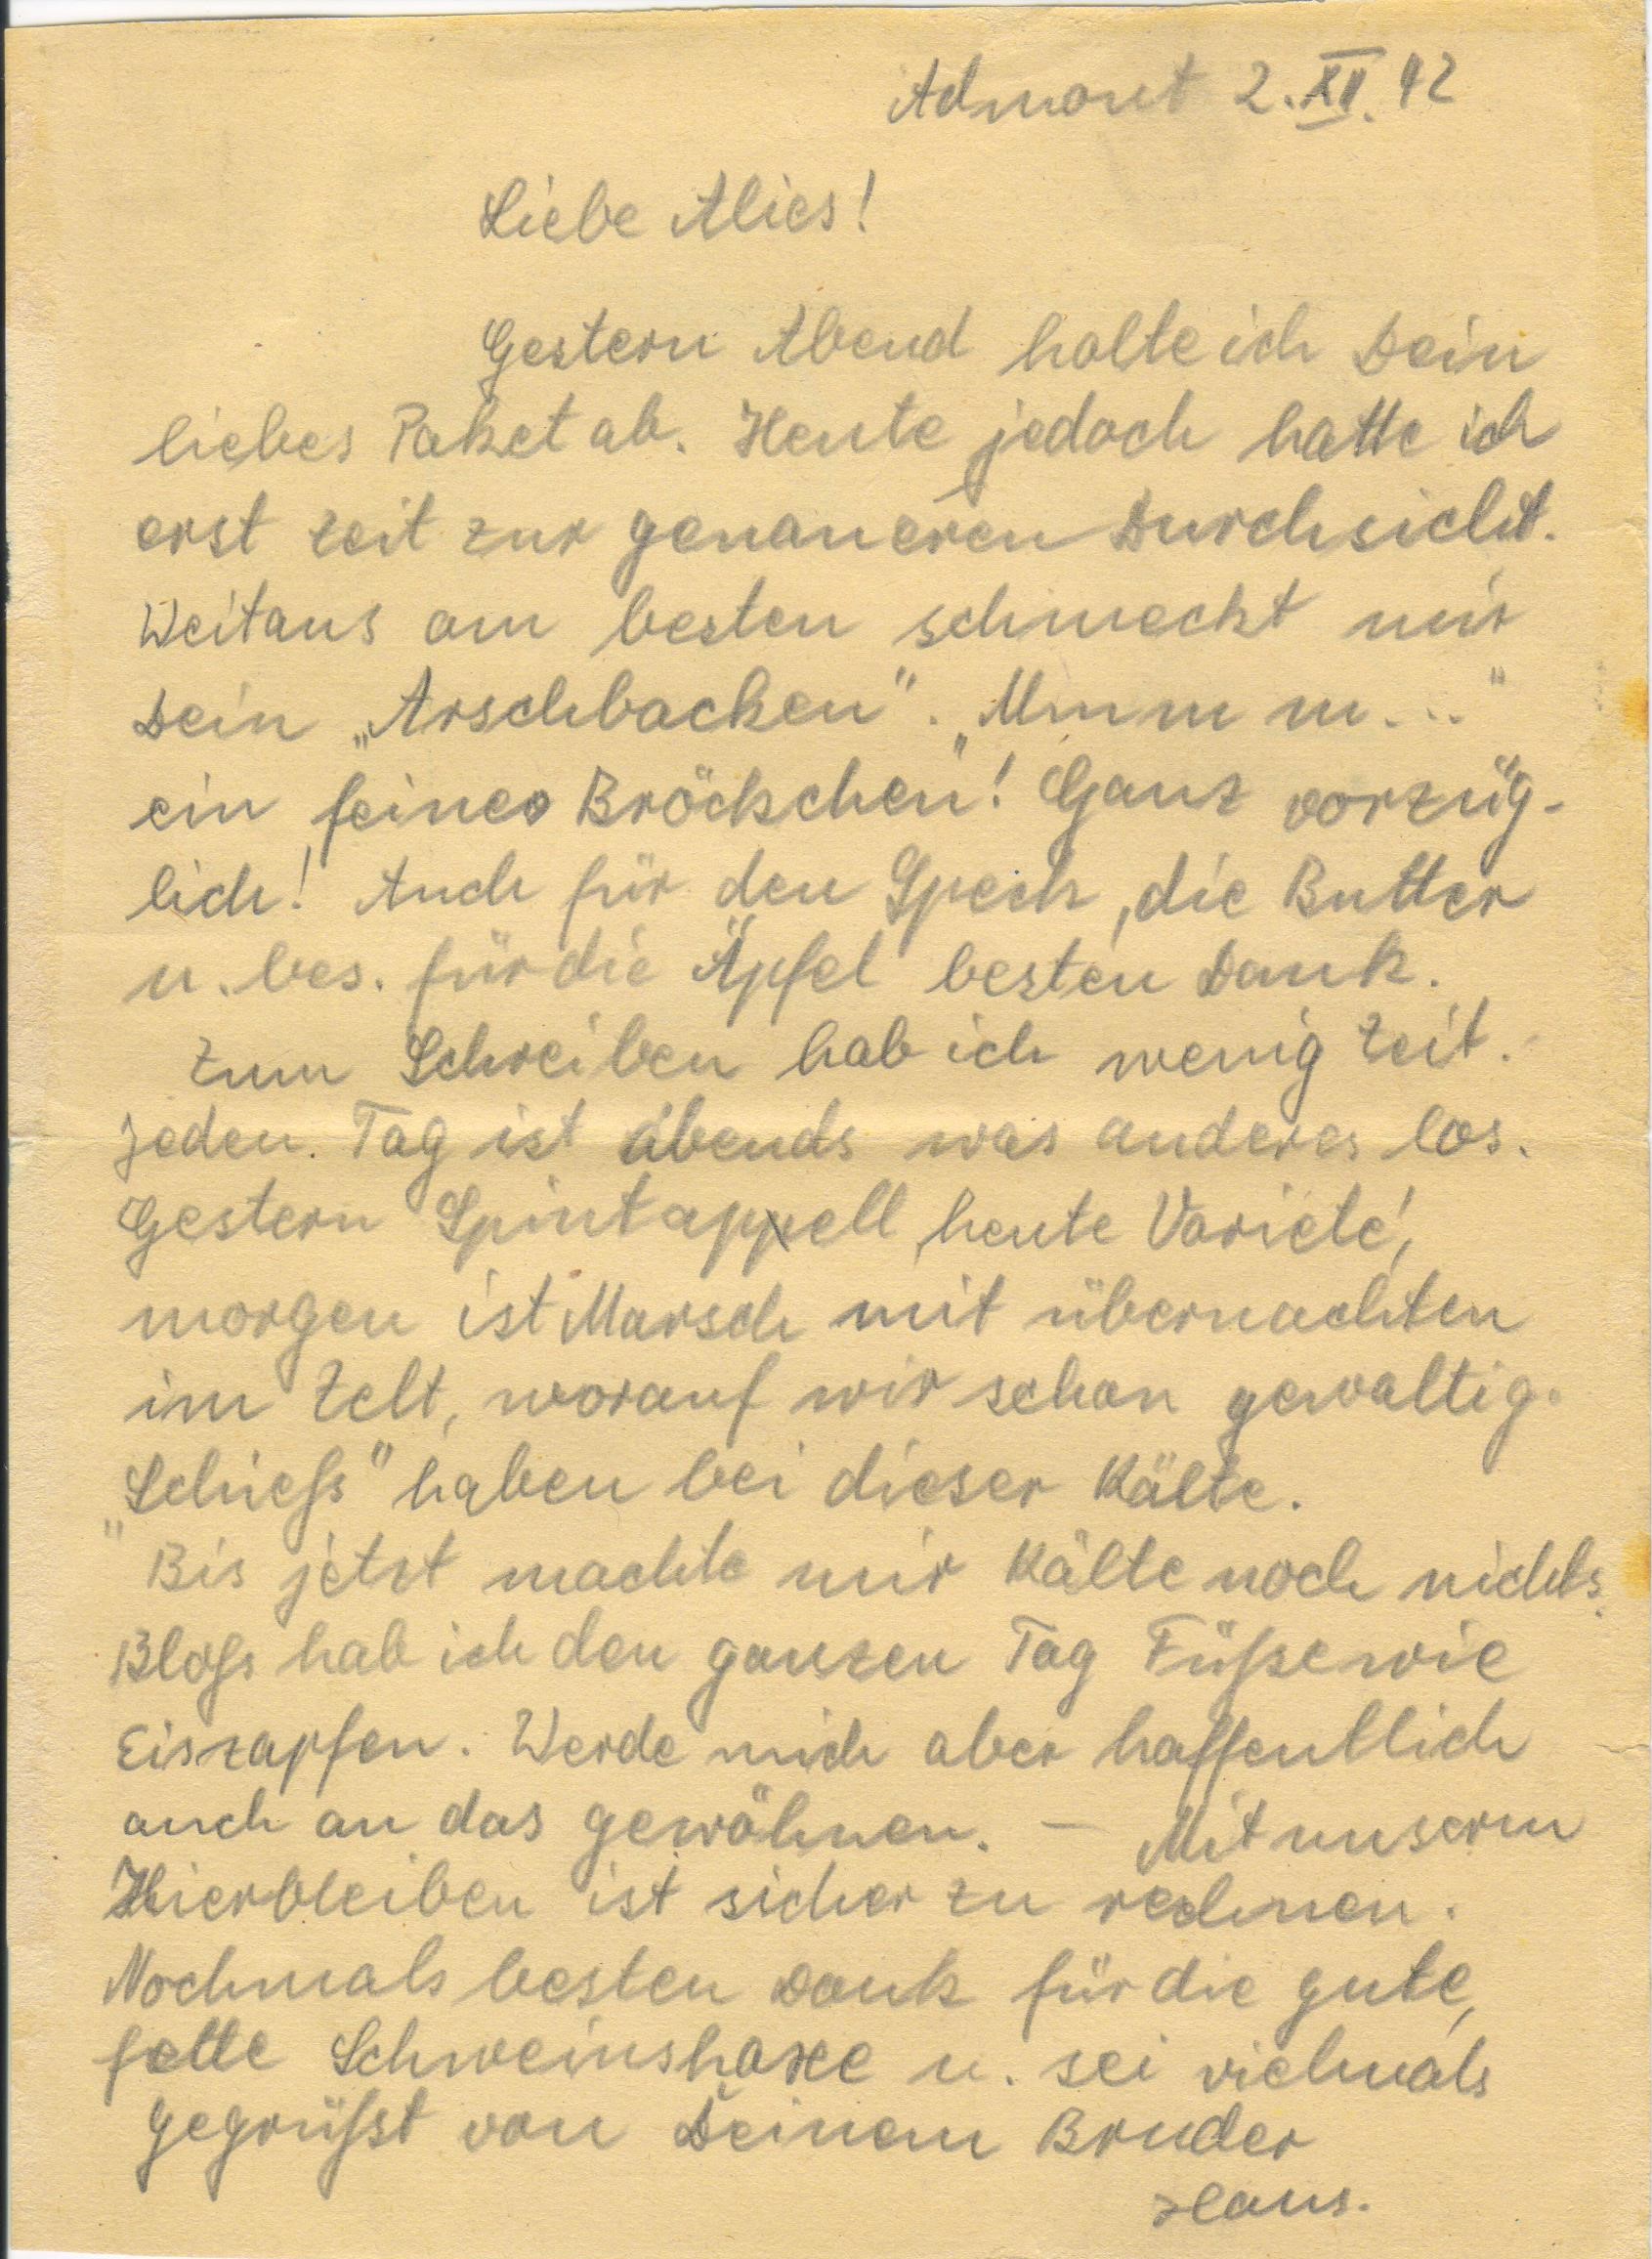 Admont 2. XII. 42
Liebe Alies!
Gestern Abend holte ich Dein
liebes Paket ab. Heute jedoch hatte ich
erst Zeit zur genaueren Durchsicht.
Weitaus am besten schmeckt mir
Dein „Arschbacken". „Mmm m..."
ein feines Bröckchen! Ganz vorzüg-
lich! Auch für den Speck, die Butter
u. bes. für die Äpfel besten Dank.
Zum Schreiben hab ich wenig Zeit.
Jeden Tag ist abends was anderes los.
Gestern Spintappell, heute Varieté,
morgen ist Marsch mit übernachten
im Zelt, worauf wir schon gewaltig
„Schieß" haben bei dieser Kälte.
Bis jetzt machte mir Kälte noch nichts.
Bloß hab ich den ganzen Tag Füße wie
Eiszapfen. Werde mich aber hoffentlich
auch an das gewöhnen. – Mit unserm
Hierbleiben ist sicher zu rechnen.
Nochmals besten Dank für die gute,
fette Schweinshaxe u. sei vielmals
gegrüßt von Deinem Bruder
Hans.